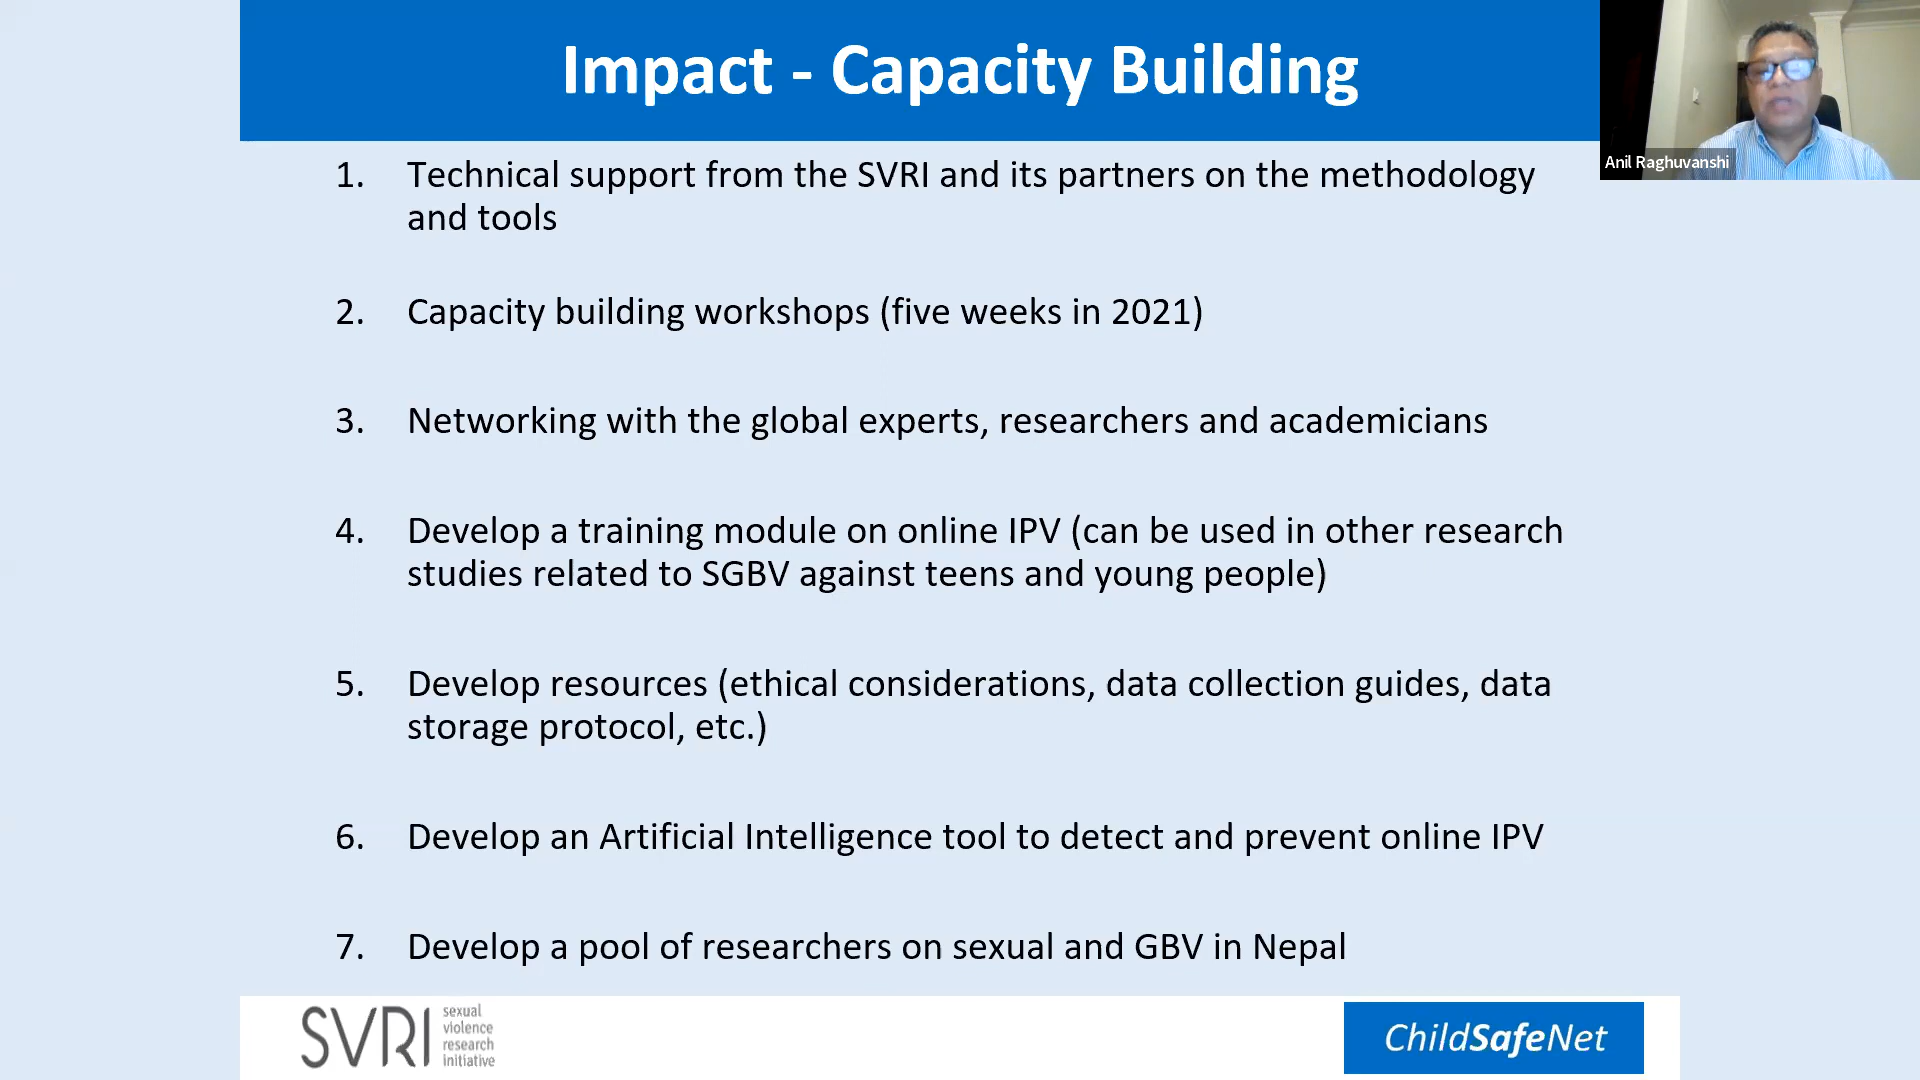 Impact - Capacity Building
Anil Raghuvanshi
1. Technical support from the SVRI and its partners on the methodology
and tools
2. Capacity building workshops (five weeks in 2021)
3. Networking with the global experts, researchers and academicians
4. Develop a training module on online IPV (can be used in other research
studies related to SGBV against teens and young people)
5. Develop resources (ethical considerations, data collection guides, data
storage protocol, etc.)
6. Develop an Artificial Intelligence tool to detect and prevent online IPV
7. Develop a pool of researchers on sexual and GBV in Nepal
SVRI
sexual
violence
research
initiative
ChildSafeNet